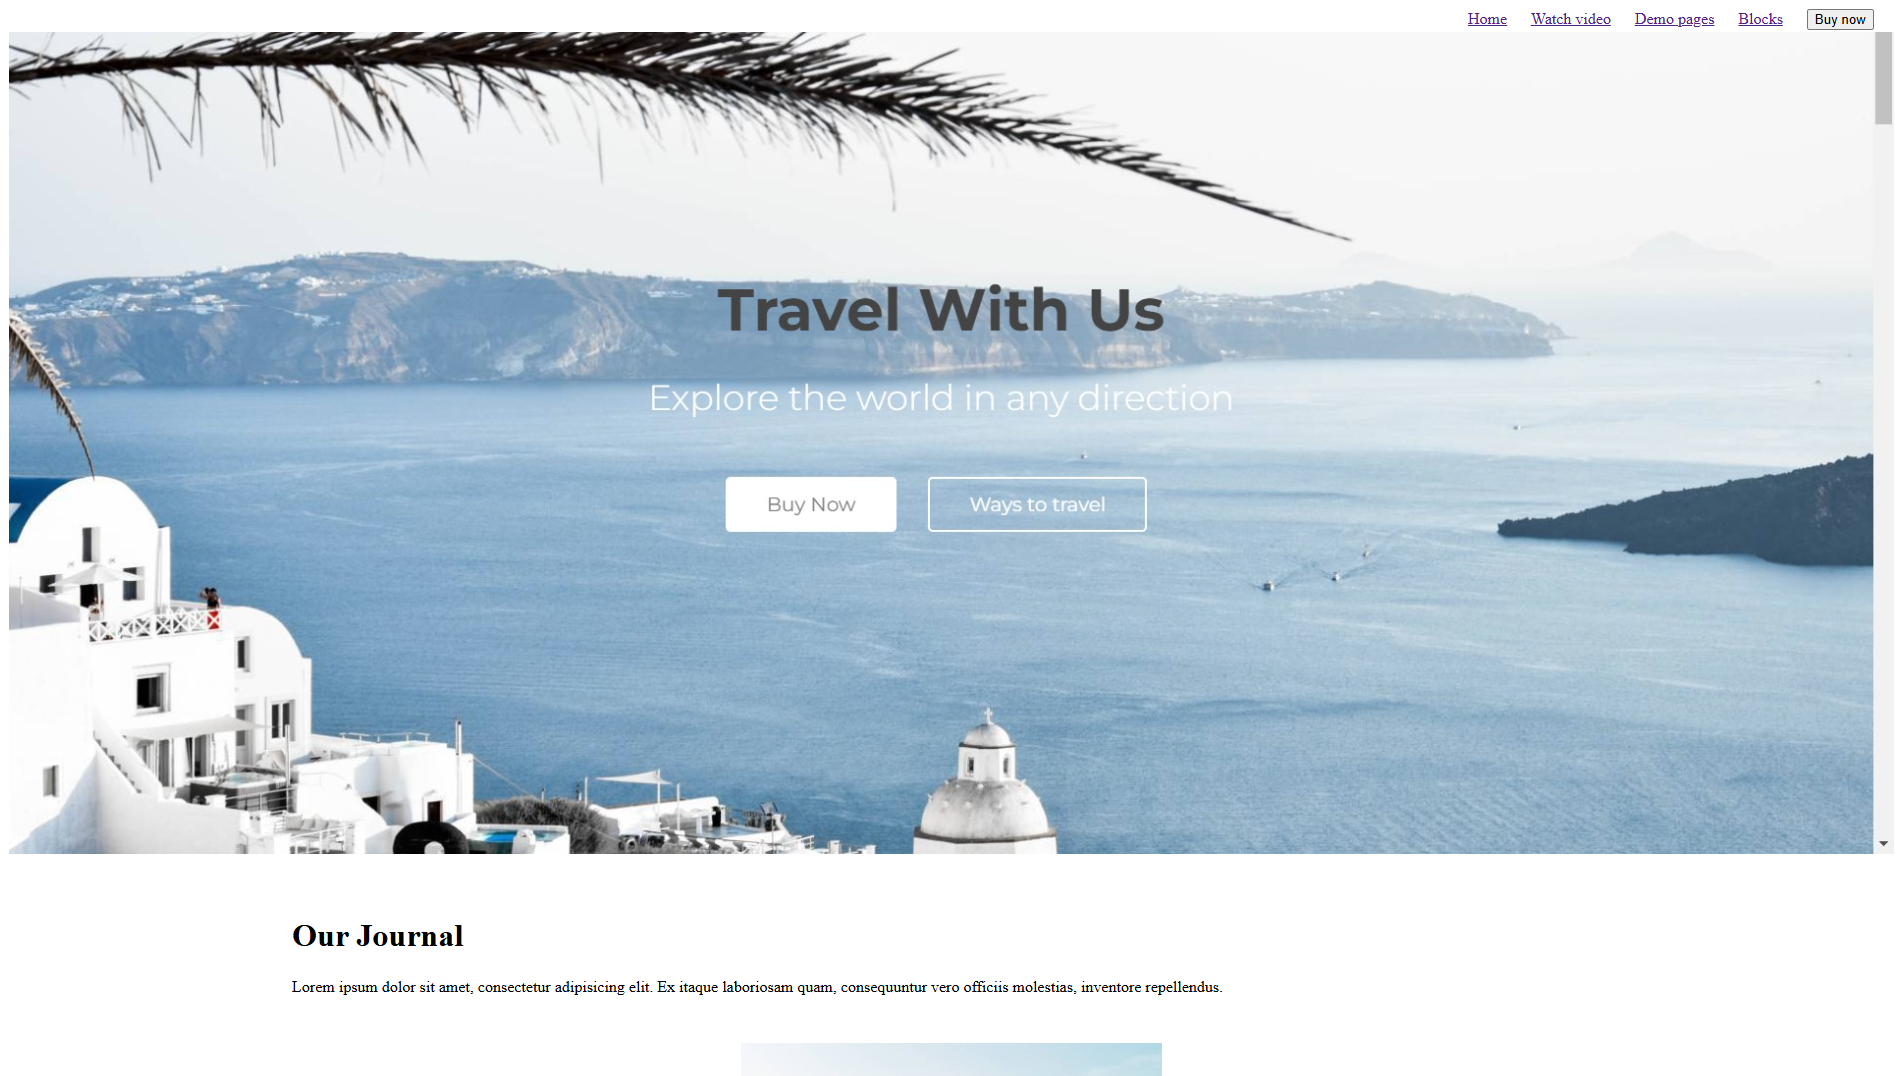 Home Watch video Demo pages Blocks Buy now
Travel With Us
Explore the world in any direction
Buy Now Ways to travel
Our Journal
Lorem ipsum dolor sit amet, consectetur adipisicing elit. Ex itaque laboriosam quam, consequuntur vero officiis molestias, inventore repellendus.